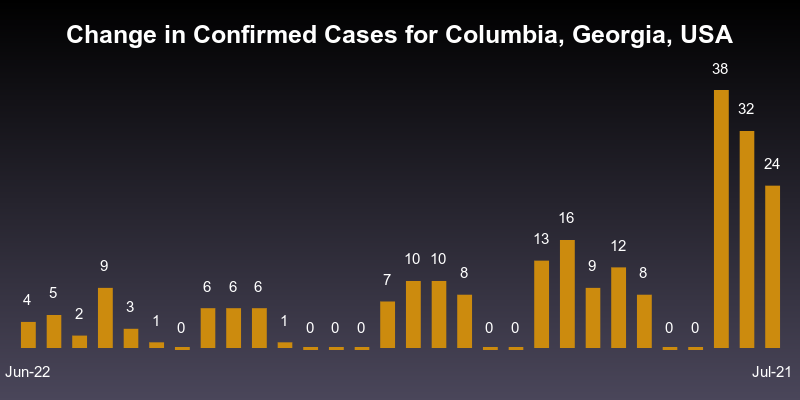 Change in Confirmed Cases for Columbia, Georgia, USA
4 5 2 9 3 1 0 6 6 6 1 0 0 0 7 10 10 8 0 0 13 16 9 12 8 0 0 38 32 24
Jun-22 Jul-21